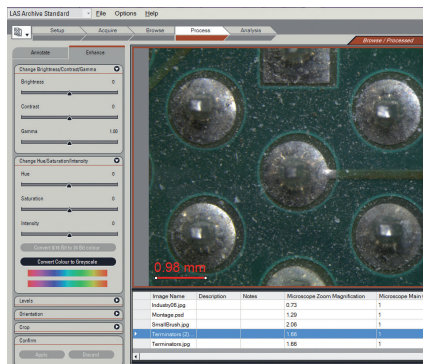 LAS Archive Standard File Options Help
Setup Acquire Browse Process Analysis
Browse / Processed
Annotate Enhance
Change Brightness/Contrast/Gamma
Brightness 0
Contrast 0
Gamma 1.00
Change Hue/Saturation/Intensity
Hue 0
Saturation 0
Intensity 0
Convert Colour to Greyscale
Levels
Orientation
Crop
Confirm
Apply Discard
0.98 mm
Image Name Description Notes Microscope Zoom Magnification Microscope Main
Industry06.jpg 0.73 1
Montage.psd 1.29 1
SmallBrush.jpg 2.06 1
Terminators (2)... 1.66 1
Terminators.jpg 1.66 1